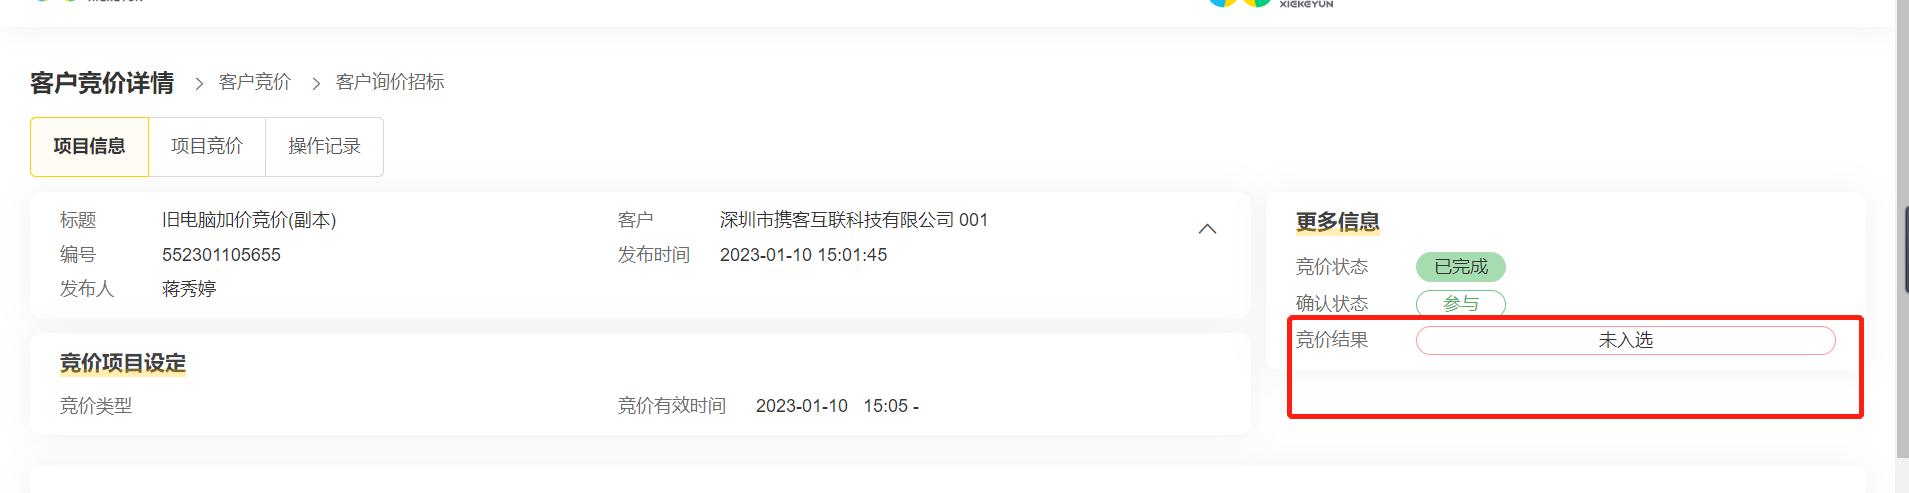 XIEKEYUN
XIEKEYUN
客户竞价详情 > 客户竞价 > 客户询价招标
项目信息 项目竞价 操作记录
标题 旧电脑加价竞价(副本) 客户 深圳市携客互联科技有限公司 001
编号 552301105655 发布时间 2023-01-10 15:01:45
发布人 蒋秀婷
更多信息
竞价状态 已完成
确认状态 参与
竞价结果 未入选
竞价项目设定
竞价类型 竞价有效时间 2023-01-10 15:05 -